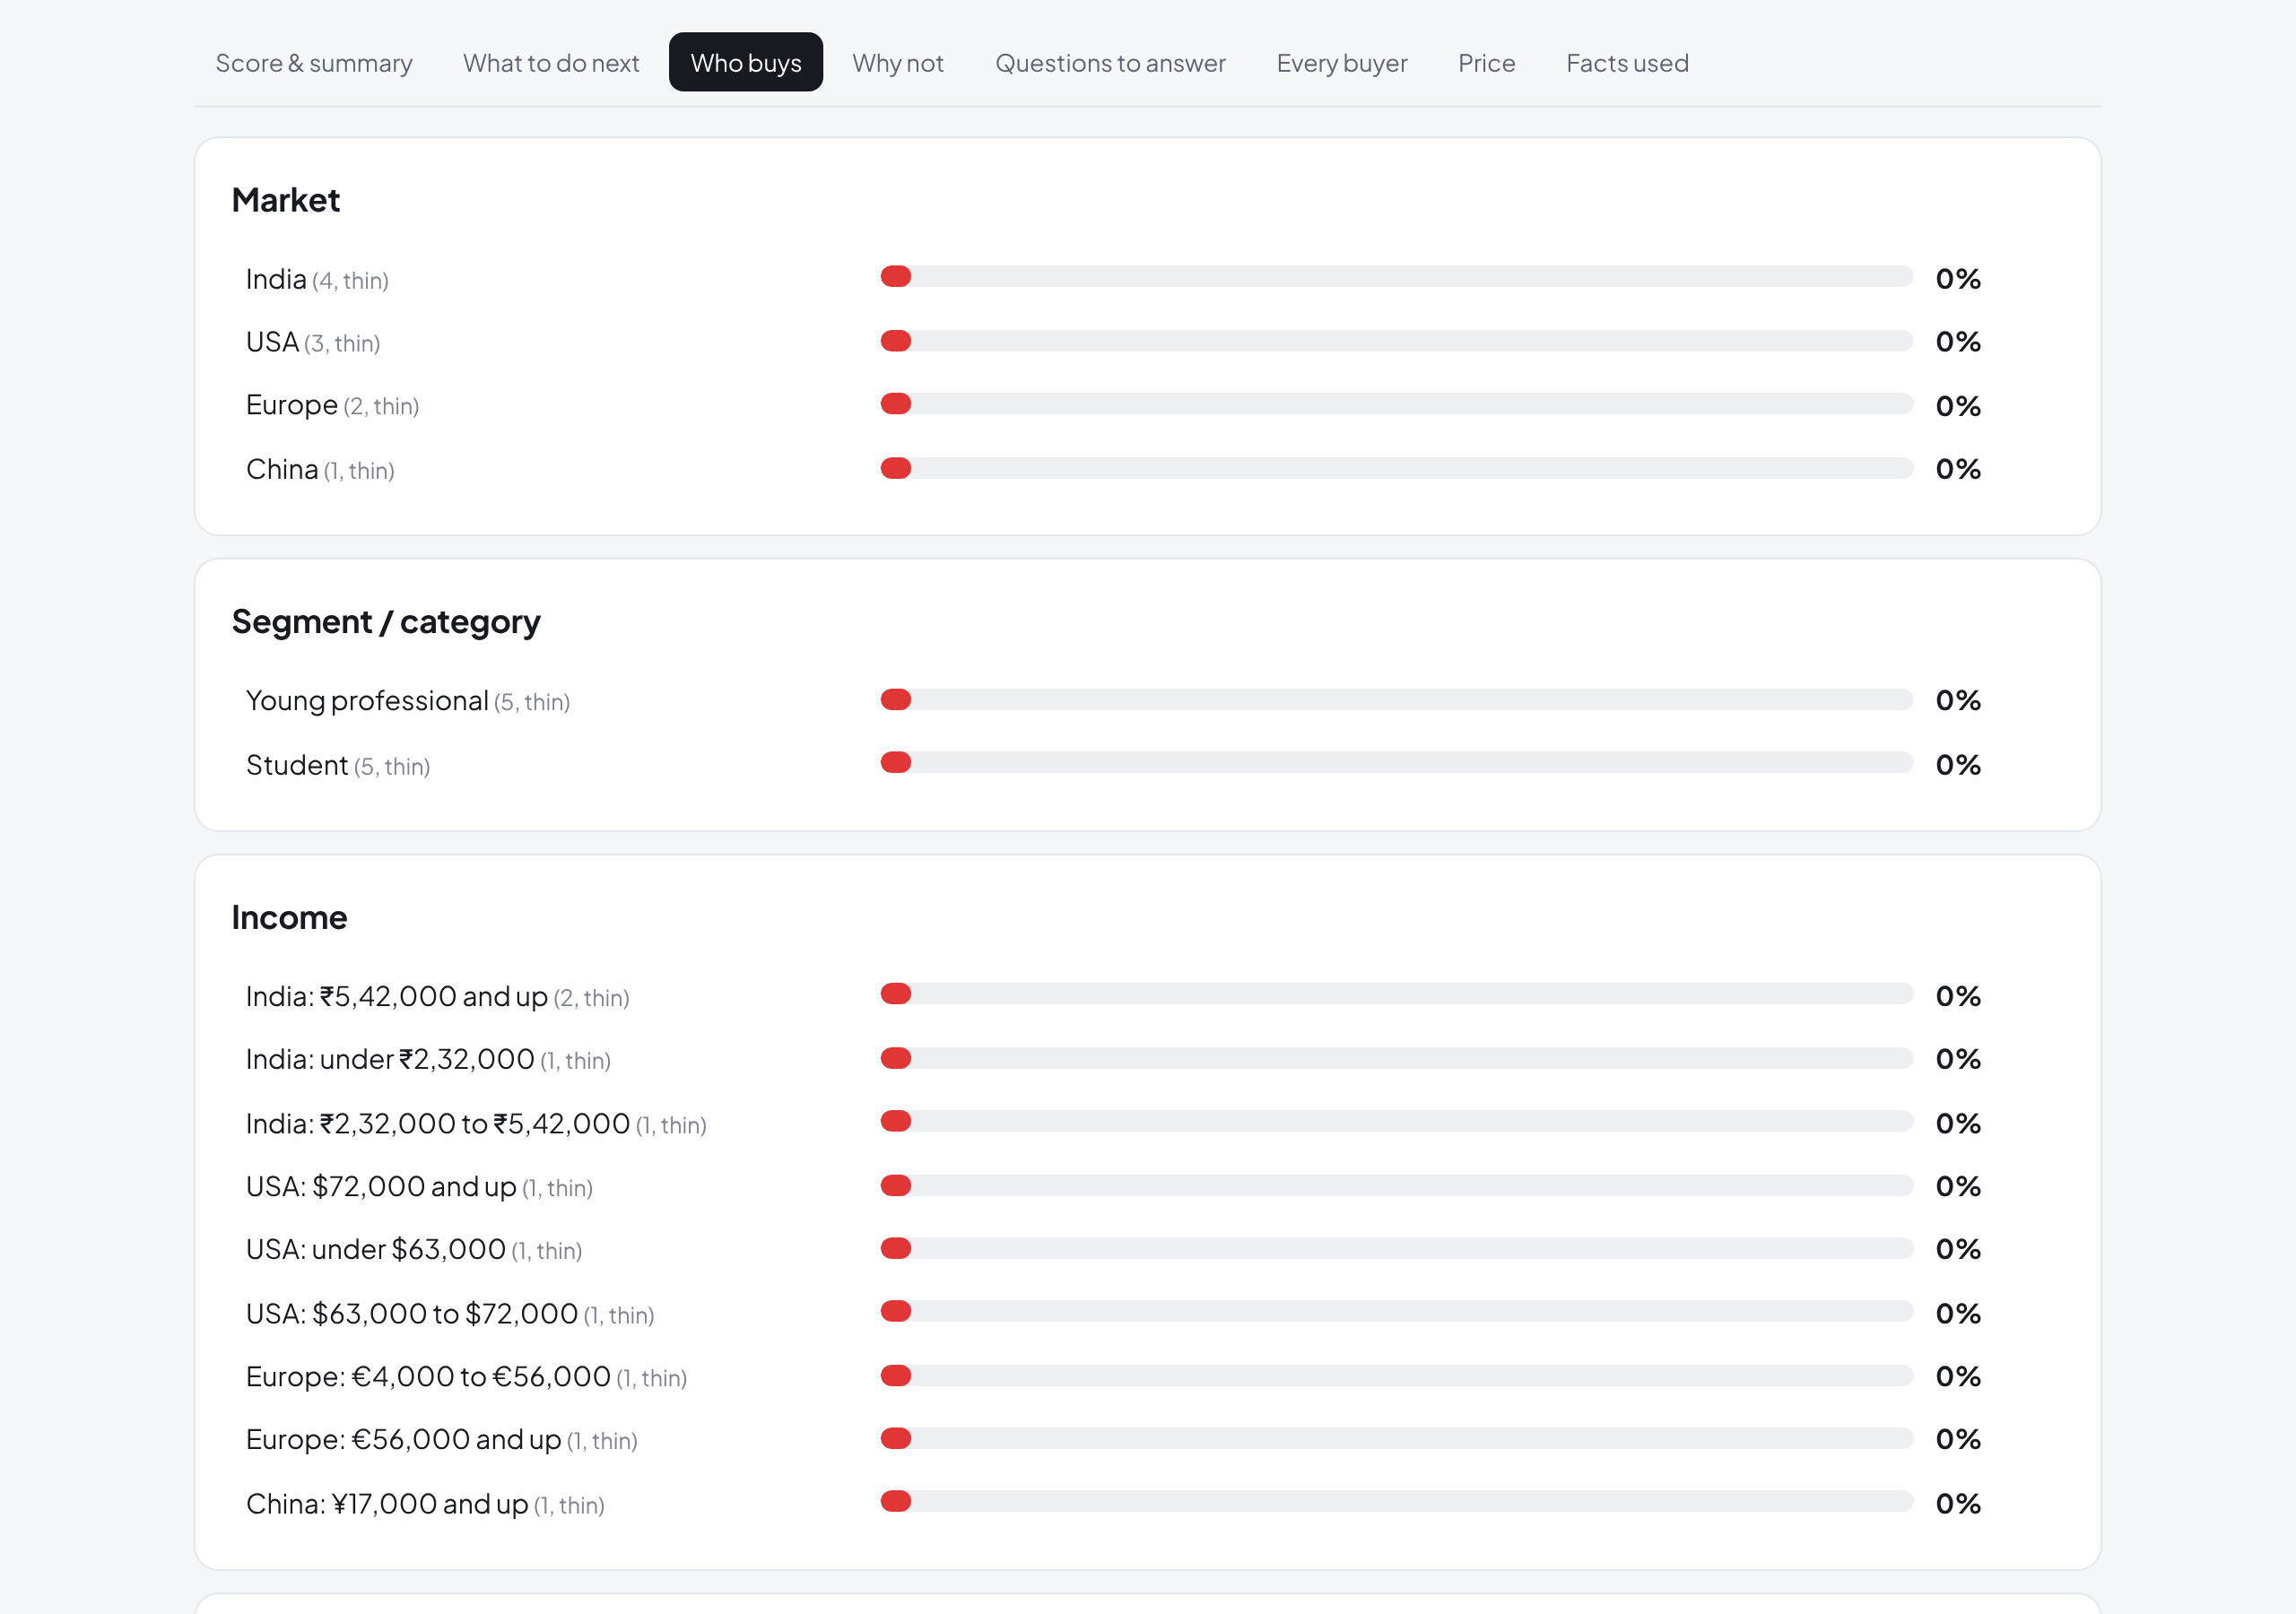 Score & summary What to do next Who buys Why not Questions to answer Every buyer Price Facts used
Market
India (4, thin) 0%
USA (3, thin) 0%
Europe (2, thin) 0%
China (1, thin) 0%
Segment / category
Young professional (5, thin) 0%
Student (5, thin) 0%
Income
India: ₹5,42,000 and up (2, thin) 0%
India: under ₹2,32,000 (1, thin) 0%
India: ₹2,32,000 to ₹5,42,000 (1, thin) 0%
USA: $72,000 and up (1, thin) 0%
USA: under $63,000 (1, thin) 0%
USA: $63,000 to $72,000 (1, thin) 0%
Europe: €4,000 to €56,000 (1, thin) 0%
Europe: €56,000 and up (1, thin) 0%
China: ¥17,000 and up (1, thin) 0%